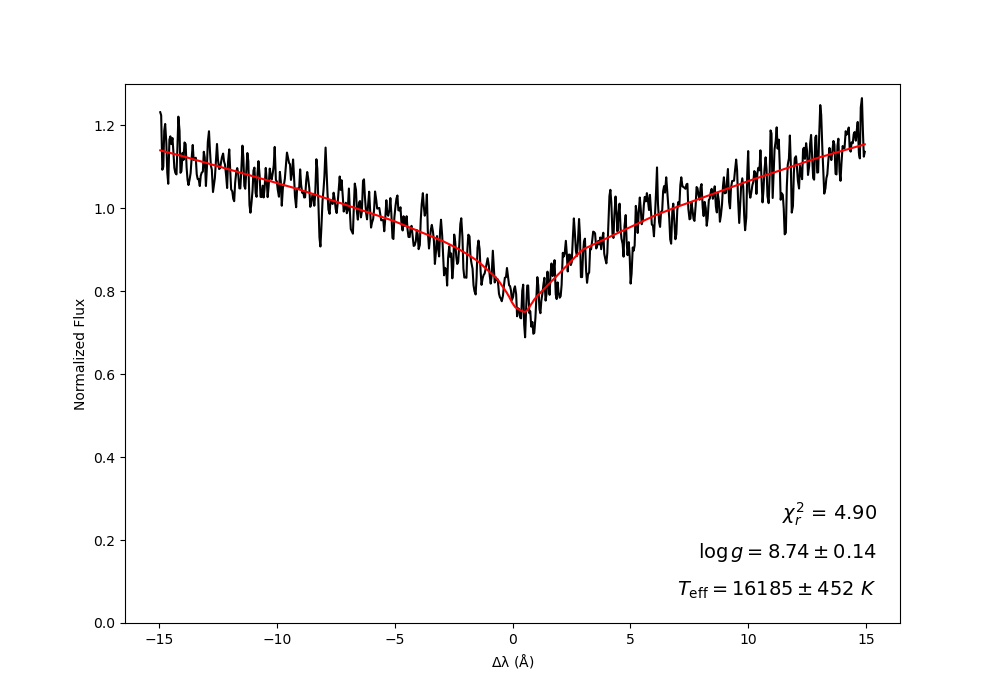 1.2
1.0
0.8
0.6
0.4
0.2
0.0
Normalized Flux
χ²ᵣ = 4.90
log g = 8.74 ± 0.14
T_eff = 16185 ± 452 K
−15 −10 −5 0 5 10 15
Δλ (Å)